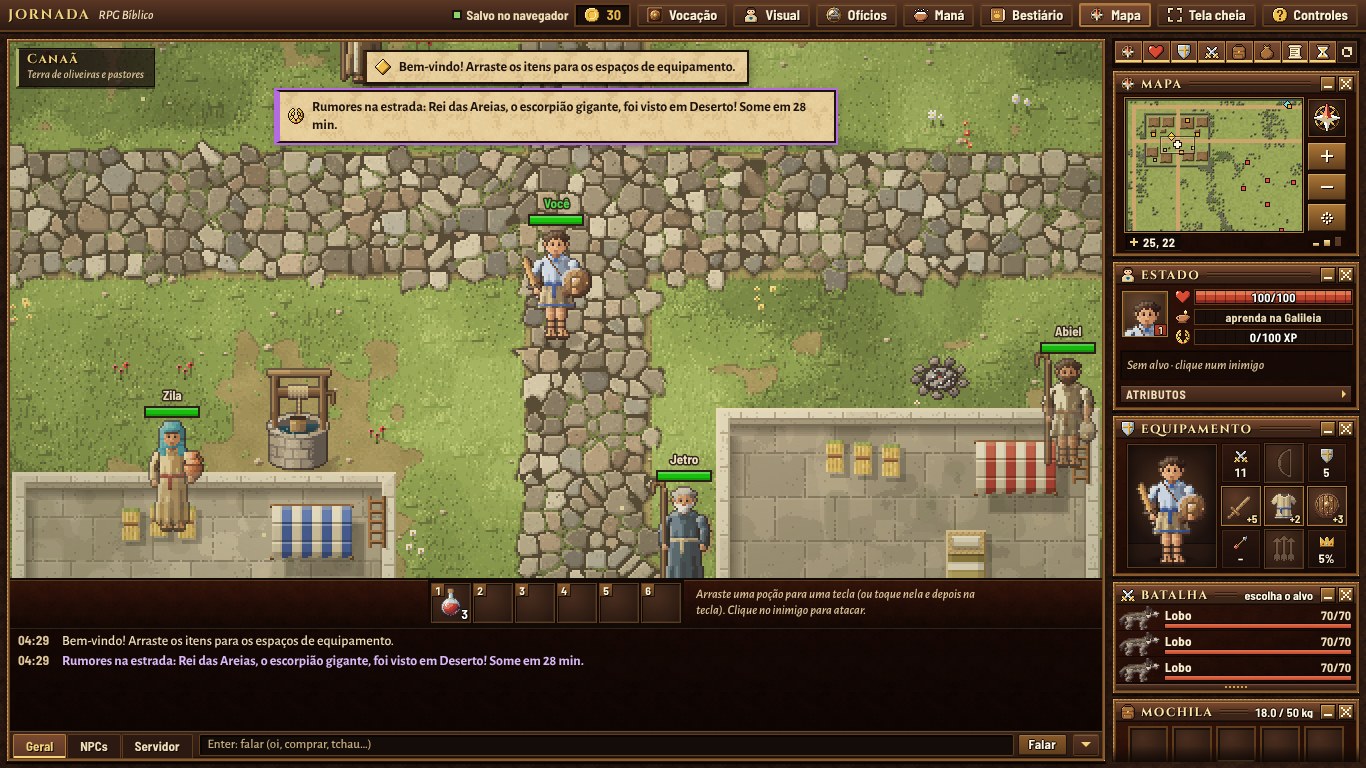 JORNADA RPG Bíblico
Salvo no navegador 30 Vocação Visual Ofícios Maná Bestiário Mapa Tela cheia ? Controles
Canaã
Terra de oliveiras e pastores
Bem-vindo! Arraste os itens para os espaços de equipamento.
Rumores na estrada: Rei das Areias, o escorpião gigante, foi visto em Deserto! Some em 28
min.
Você
Abiel
Zila
Jetro
MAPA
+
−
25, 22
ESTADO
100/100
aprenda na Galileia
1
0/100 XP
Sem alvo · clique num inimigo
ATRIBUTOS
EQUIPAMENTO
11
5
+5
+2
+3
–
5%
BATALHA escolha o alvo
Lobo 70/70
Lobo 70/70
Lobo 70/70
MOCHILA 18.0 / 50 kg
1 2 3 4 5 6
3
Arraste uma poção para uma tecla (ou toque nela e depois na
tecla). Clique no inimigo para atacar.
04:29 Bem-vindo! Arraste os itens para os espaços de equipamento.
04:29 Rumores na estrada: Rei das Areias, o escorpião gigante, foi visto em Deserto! Some em 28 min.
Geral NPCs Servidor Enter: falar (oi, comprar, tchau...) Falar